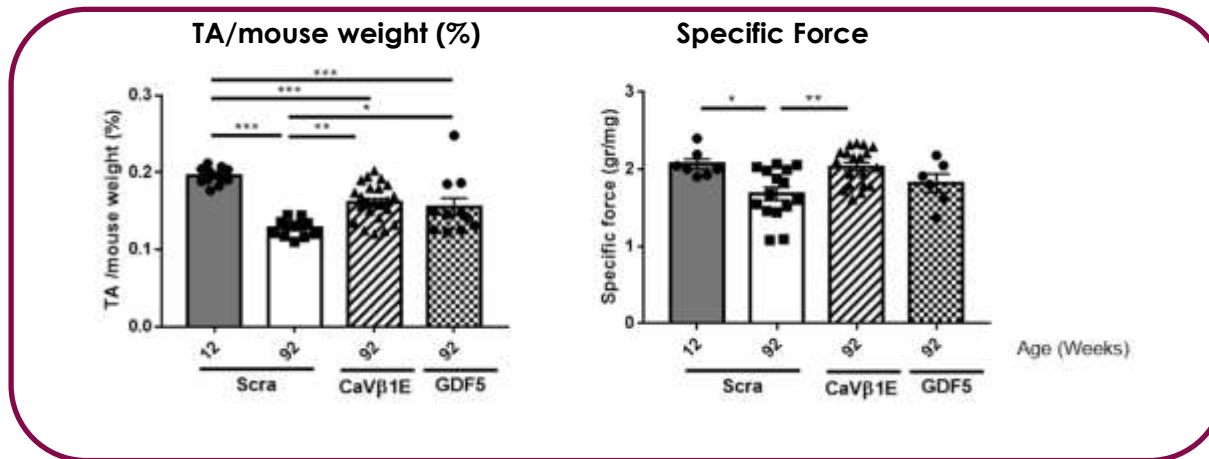 TA/mouse weight (%)
Specific Force
***
***
*
***
**
0.3
0.2
0.1
0.0
TA /mouse weight (%)
12
92
92
92
Scra
CaVβ1E
GDF5
*
**
3
2
1
0
Specific force (gr/mg)
12
92
92
92
Age (Weeks)
Scra
CaVβ1E
GDF5